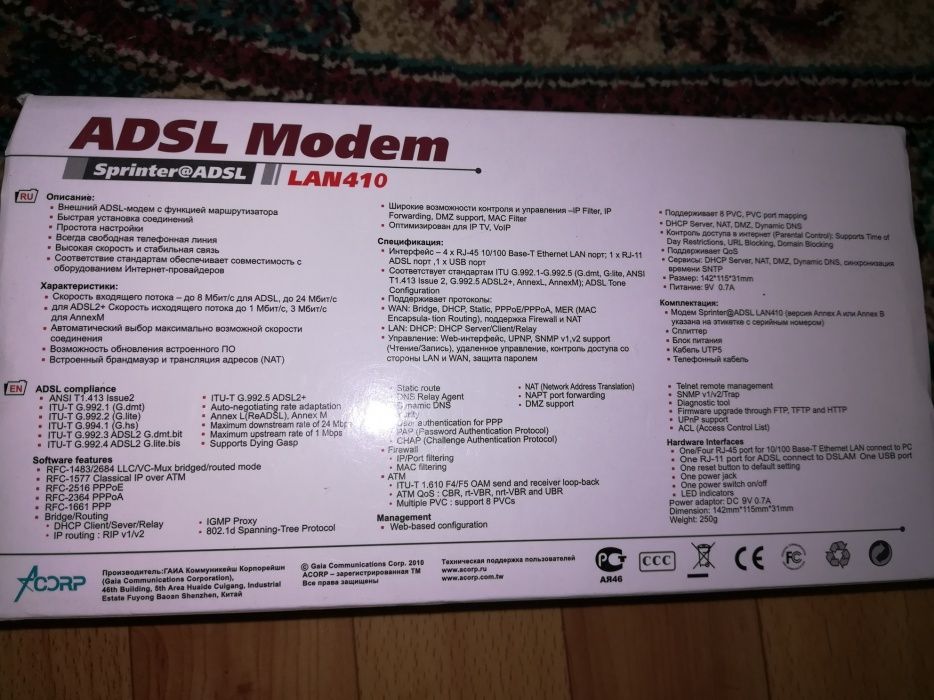 ADSL Modem
Sprinter@ADSL LAN410
RU
Описание:
Внешний ADSL-модем с функцией маршрутизатора
Быстрая установка соединений
Простота настройки
Всегда свободная телефонная линия
Высокая скорость и стабильная связь
Соответствие стандартам обеспечивает совместимость с
оборудованием Интернет-провайдеров
Характеристики:
Скорость входящего потока – до 8 Мбит/с для ADSL, до 24 Мбит/с
для ADSL2+ Скорость исходящего потока до 1 Мбит/с, 3 Мбит/с
для AnnexM
Автоматический выбор максимально возможной скорости
соединения
Возможность обновления встроенного ПО
Встроенный брандмауэр и трансляция адресов (NAT)
Широкие возможности контроля и управления –IP Filter, IP
Forwarding, DMZ support, MAC Filter
Оптимизирован для IP TV, VoIP
Спецификация:
Интерфейс – 4 x RJ-45 10/100 Base-T Ethernet LAN порт; 1 x RJ-11
ADSL порт ,1 x USB порт
Соответствует стандартам ITU G.992.1-G.992.5 (G.dmt, G.lite, ANSI
T1.413 Issue 2, G.992.5 ADSL2+, AnnexL, AnnexM); ADSL Tone
Configuration
Поддерживает протоколы:
WAN: Bridge, DHCP, Static, PPPoE/PPPoA, MER (MAC
Encapsula-tion Routing), поддержка Firewall и NAT
LAN: DHCP: DHCP Server/Client/Relay
Управление: Web-интерфейс, UPNP, SNMP v1,v2 support
(Чтение/Запись), удаленное управление, контроль доступа со
стороны LAN и WAN, защита паролем
Поддерживает 8 PVC, PVC port mapping
DHCP Server, NAT, DMZ, Dynamic DNS
Контроль доступа в интернет (Parental Control): Supports Time of
Day Restrictions, URL Blocking, Domain Blocking
Поддерживает QoS
Сервисы: DHCP Server, NAT, DMZ, Dynamic DNS, синхронизация
времени SNTP
Размер: 142*115*31mm
Питание: 9V 0.7A
Комплектация:
Модем Sprinter@ADSL LAN410 (версия Annex A или Annex B
указана на этикетке с серийным номером)
Сплиттер
Блок питания
Кабель UTP5
Телефонный кабель
EN
ADSL compliance
ANSI T1.413 Issue2
ITU-T G.992.1 (G.dmt)
ITU-T G.992.2 (G.lite)
ITU-T G.994.1 (G.hs)
ITU-T G.992.3 ADSL2 G.dmt.bit
ITU-T G.992.4 ADSL2 G.lite.bis
ITU-T G.992.5 ADSL2+
Auto-negotiating rate adaptation
Annex L(ReADSL), Annex M
Maximum downstream rate of 24 Mbps
Maximum upstream rate of 1 Mbps
Supports Dying Gasp
Software features
RFC-1483/2684 LLC/VC-Mux bridged/routed mode
RFC-1577 Classical IP over ATM
RFC-2516 PPPoE
RFC-2364 PPPoA
RFC-1661 PPP
Bridge/Routing
DHCP Client/Sever/Relay
IP routing : RIP v1/v2
IGMP Proxy
802.1d Spanning-Tree Protocol
Static route
DNS Relay Agent
Dynamic DNS
NAT (Network Address Translation)
NAPT port forwarding
DMZ support
User authentication for PPP
PAP (Password Authentication Protocol)
CHAP (Challenge Authentication Protocol)
Firewall
IP/Port filtering
MAC filtering
ATM
ITU-T 1.610 F4/F5 OAM send and receiver loop-back
ATM QoS : CBR, rt-VBR, nrt-VBR and UBR
Multiple PVC : support 8 PVCs
Management
Web-based configuration
Telnet remote management
SNMP v1/v2/Trap
Diagnostic tool
Firmware upgrade through FTP, TFTP and HTTP
UPnP support
ACL (Access Control List)
Hardware Interfaces
One/Four RJ-45 port for 10/100 Base-T Ethernet LAN connect to PC
One RJ-11 port for ADSL connect to DSLAM One USB port
One reset button to default setting
One power jack
One power switch on/off
LED indicators
Power adaptor: DC 9V 0.7A
Dimension: 142mm*115mm*31mm
Weight: 250g
ACORP
Производитель:ГАИА Коммуникейшн Корпорейшн
(Gaia Communications Corporation),
46th Building, 5th Area Huaide Cuigang, Industrial
Estate Fuyong Baoan Shenzhen, Китай
© Gaia Communications Corp. 2010
ACORP – зарегистрированная ТМ
Все права защищены
Техническая поддержка пользователей
www.acorp.ru
www.acorp.com.tw
АЯ46
CCC
CE
FC